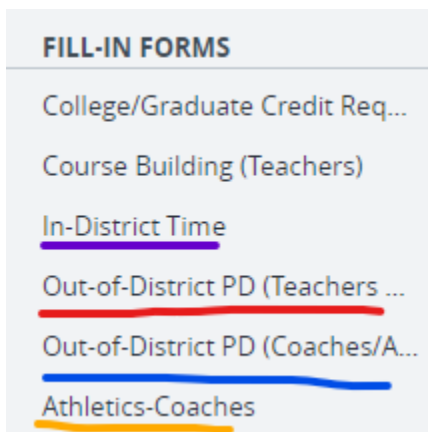 FILL-IN FORMS
College/Graduate Credit Req...
Course Building (Teachers)
In-District Time
Out-of-District PD (Teachers ...
Out-of-District PD (Coaches/A...
Athletics-Coaches